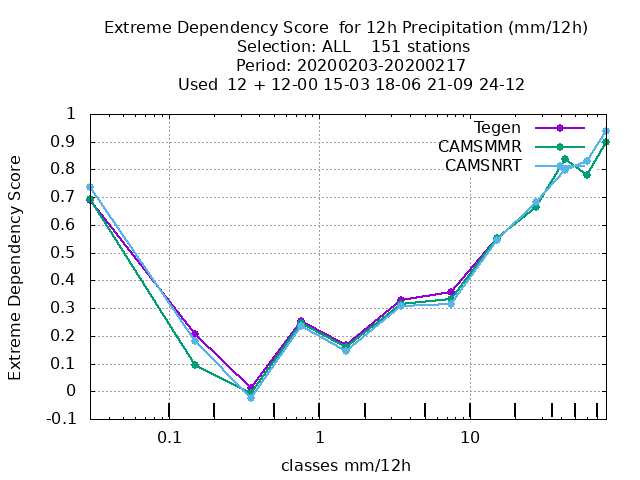 Extreme Dependency Score  for 12h Precipitation (mm/12h)
Selection: ALL    151 stations
Period: 20200203-20200217
Used  12 + 12-00 15-03 18-06 21-09 24-12
Tegen
CAMSMMR
CAMSNRT
Extreme Dependency Score
1
0.9
0.8
0.7
0.6
0.5
0.4
0.3
0.2
0.1
0
-0.1
0.1
1
10
classes mm/12h